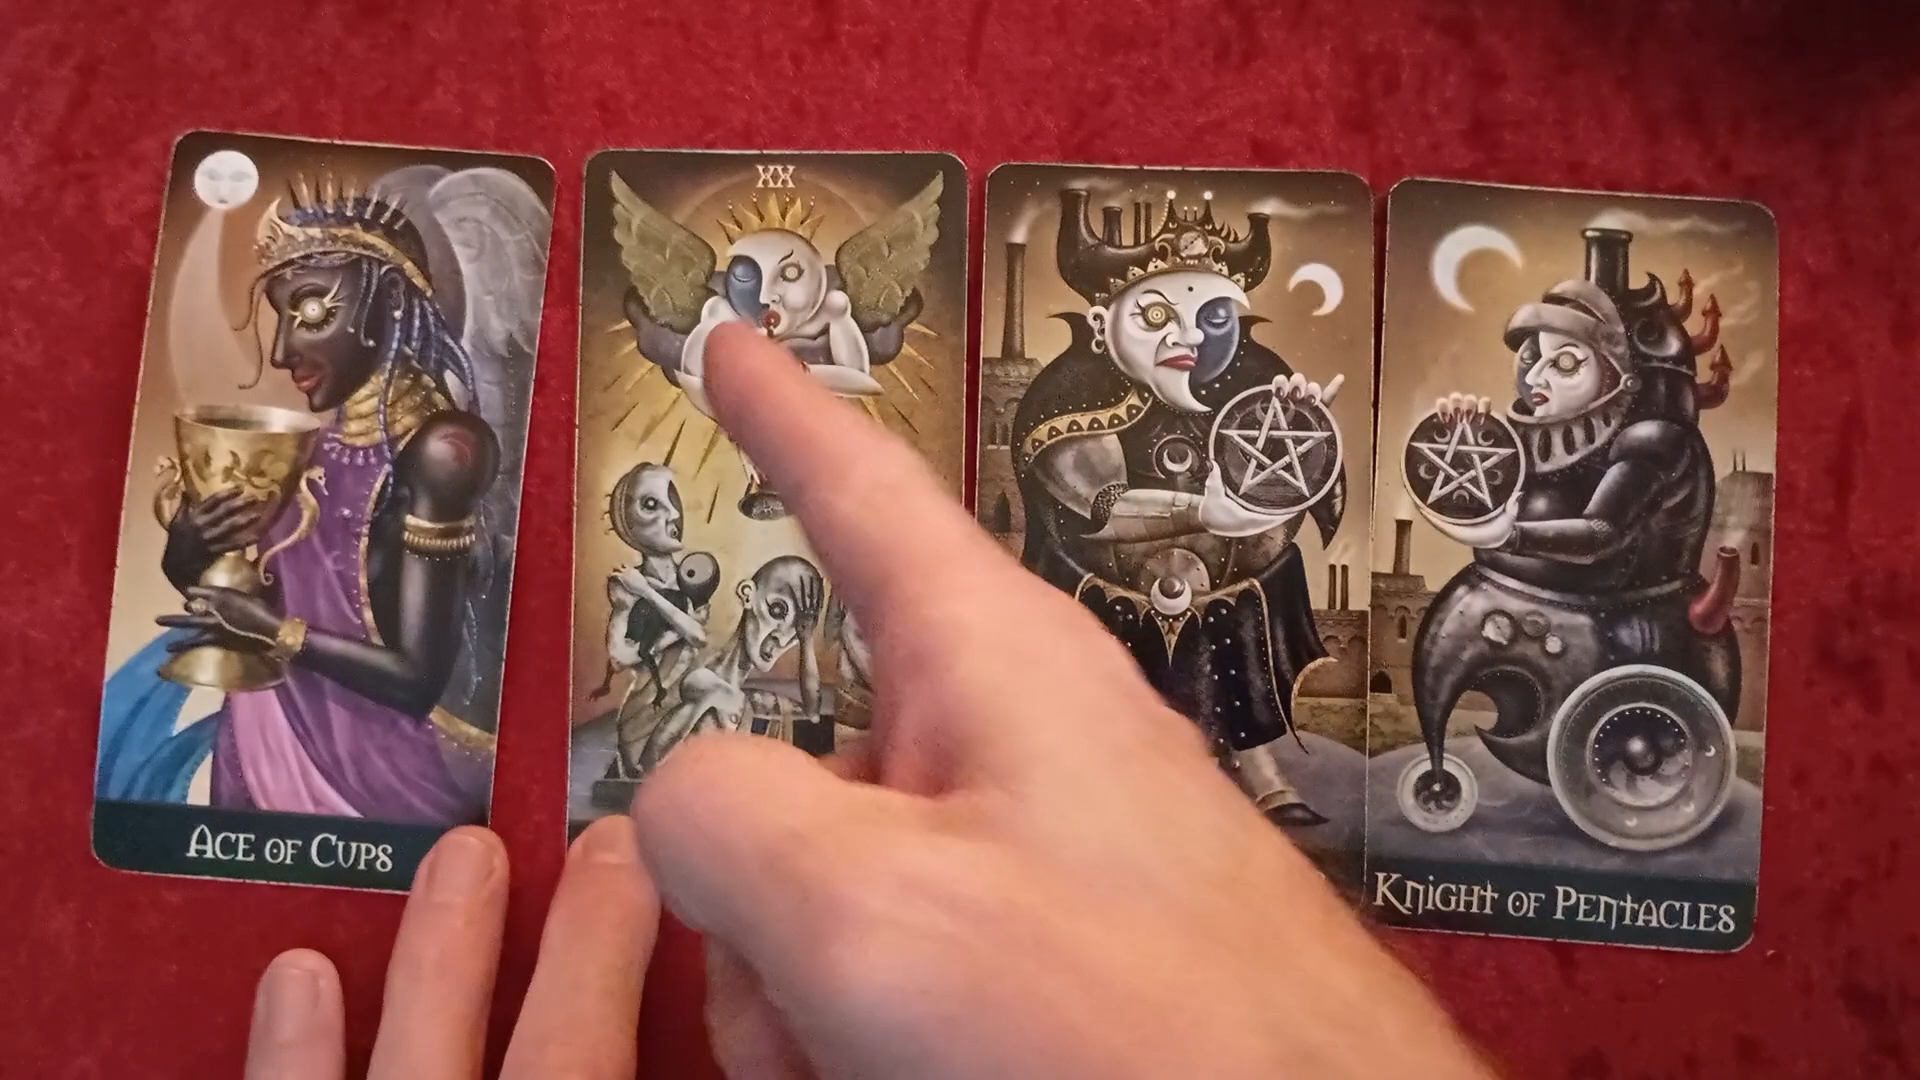 Ace of Cups
XX
Knight of Pentacles